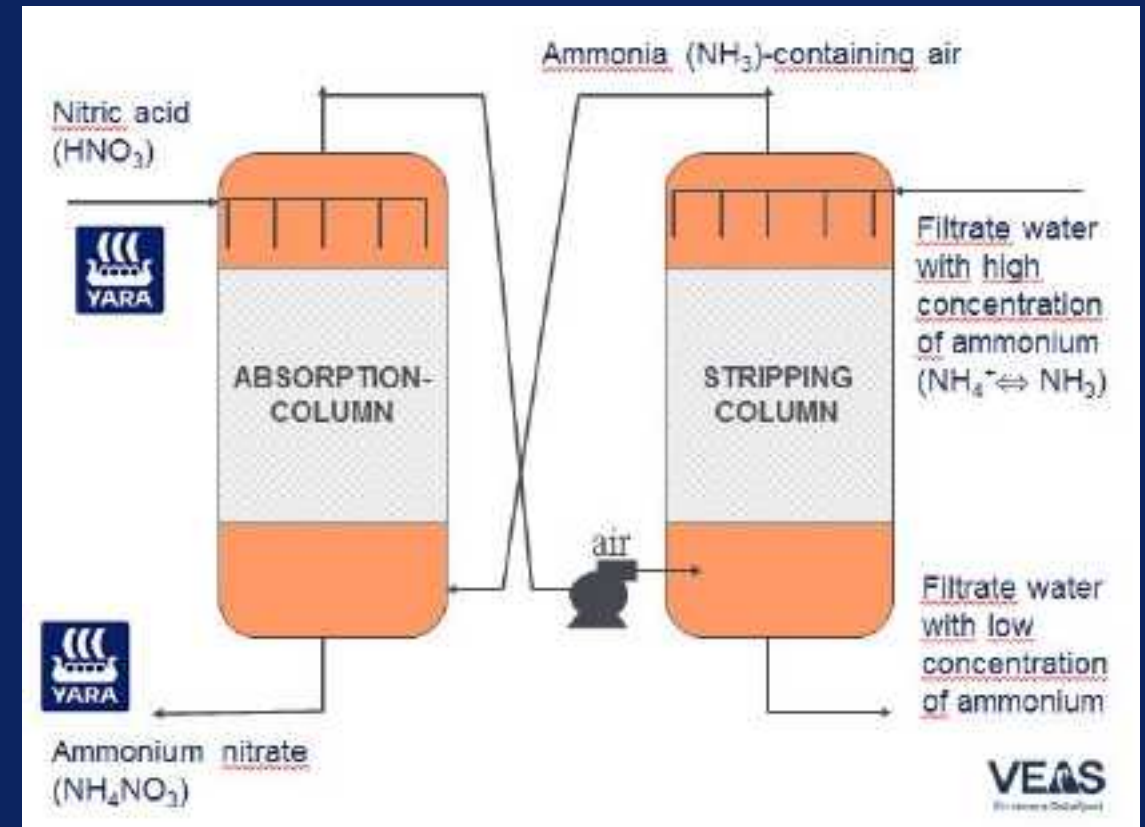 Ammonia (NH₃)-containing air
Nitric acid
(HNO₃)
YARA
Filtrate water
with high
concentration
of ammonium
(NH₄⁺⇔ NH₃)
ABSORPTION-
COLUMN
STRIPPING
COLUMN
air
Filtrate water
with low
concentration
of ammonium
YARA
Ammonium nitrate
(NH₄NO₃)
VEAS